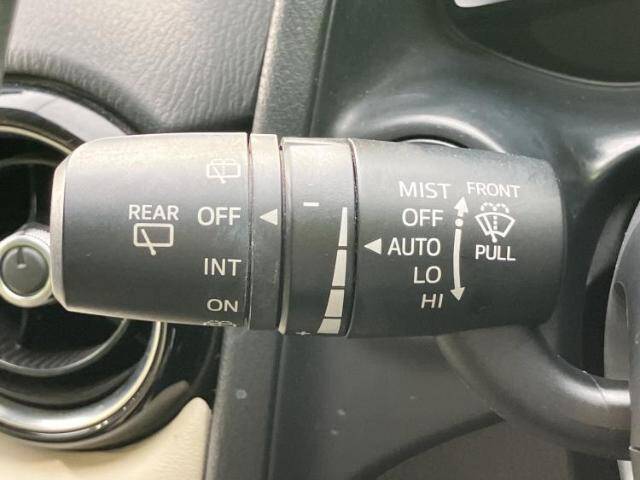 REAR
OFF
INT
ON
−
+
MIST
OFF
AUTO
LO
HI
FRONT
PULL